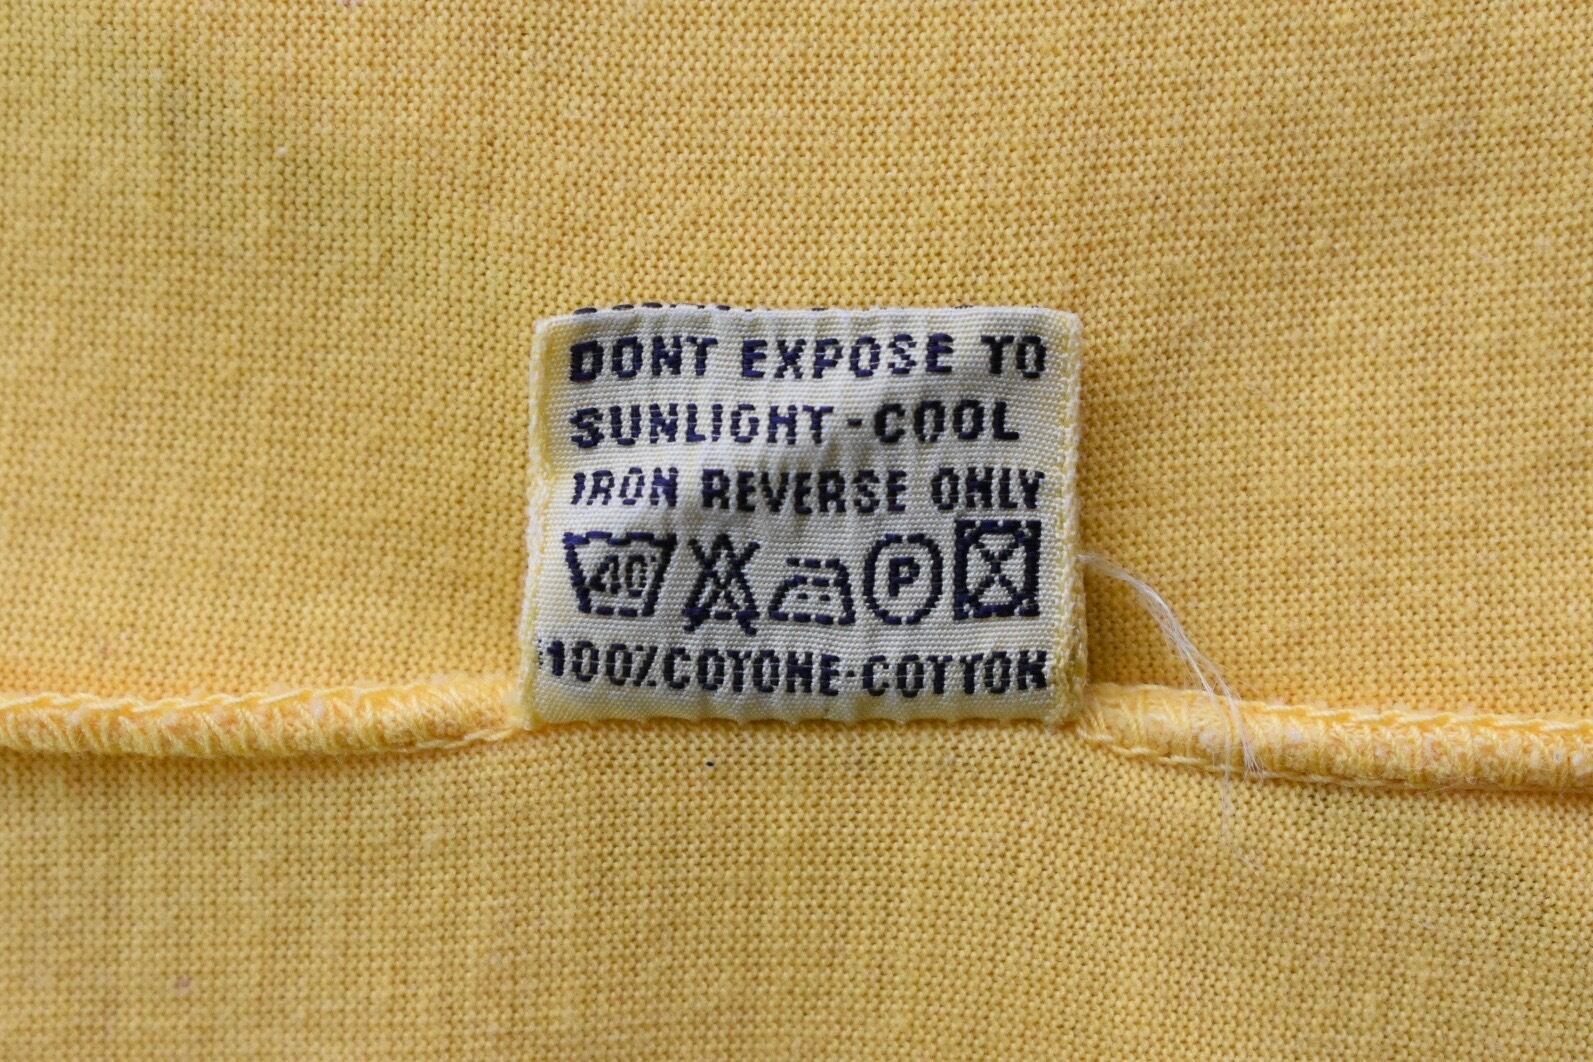 DONT EXPOSE TO
SUNLIGHT-COOL
IRON REVERSE ONLY
40 P
100%COTONE-COTTON